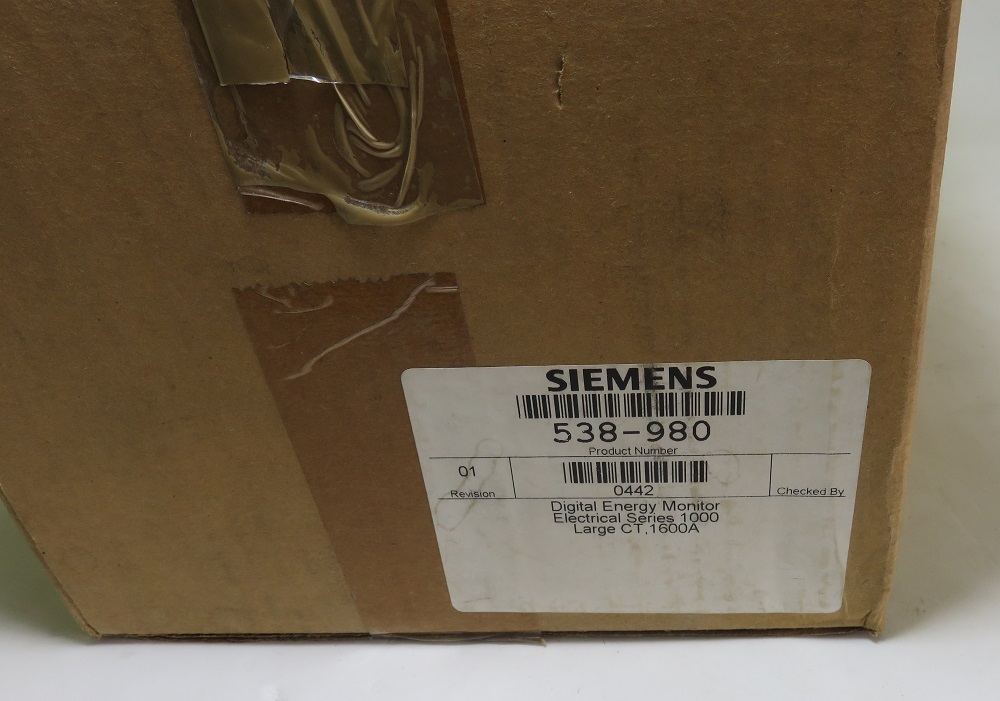 SIEMENS
538-980
Product Number
01
Revision
0442
Checked By
Digital Energy Monitor
Electrical Series 1000
Large CT,1600A